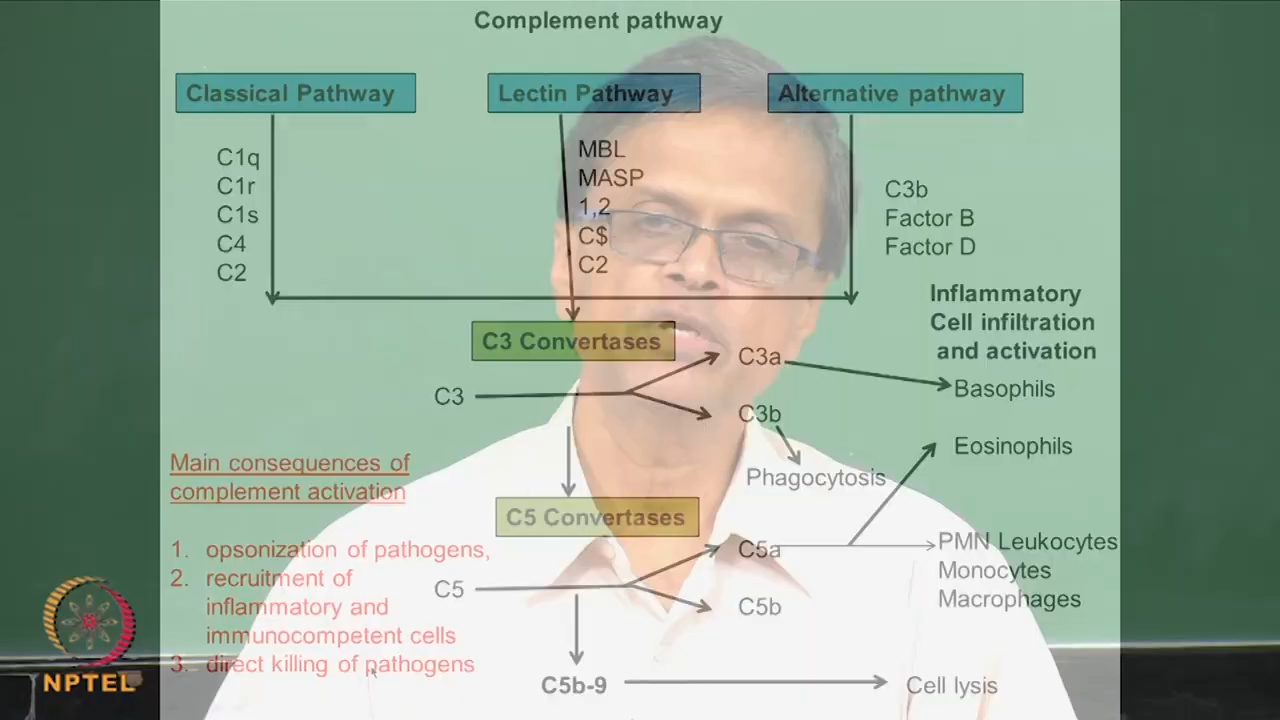 Complement pathway
Classical Pathway
Lectin Pathway
Alternative pathway
C1q
C1r
C1s
C4
C2
MBL
MASP
1,2
C$
C2
C3b
Factor B
Factor D
Inflammatory
Cell infiltration
and activation
C3 Convertases
C3
C3a
C3b
Phagocytosis
Basophils
Eosinophils
Main consequences of
complement activation
1. opsonization of pathogens,
2. recruitment of
inflammatory and
immunocompetent cells
3. direct killing of pathogens
C5 Convertases
C5
C5a
C5b
PMN Leukocytes
Monocytes
Macrophages
C5b-9
Cell lysis
NPTEL